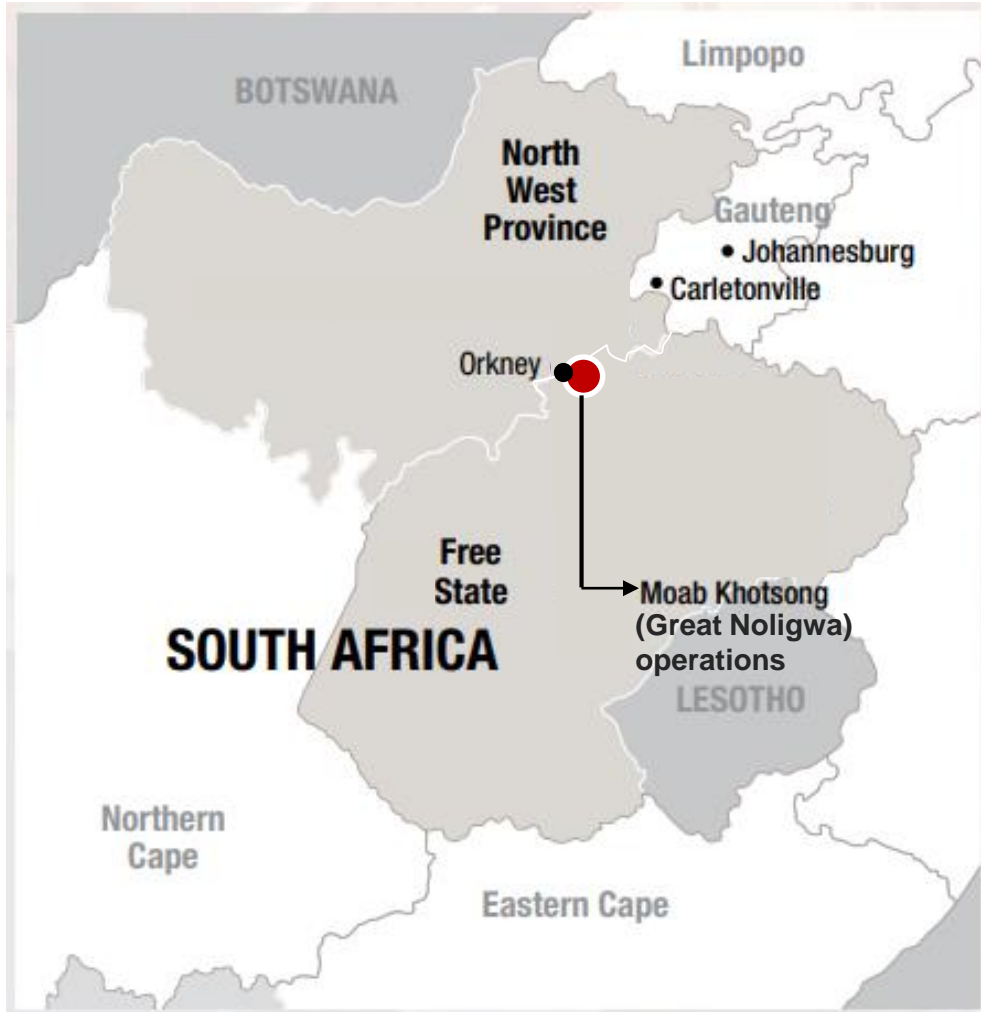 Limpopo
BOTSWANA
North
West
Province
Gauteng
Johannesburg
Carletonville
Orkney
Free
State
SOUTH AFRICA
Moab Khotsong
(Great Noligwa)
operations
LESOTHO
Northern
Cape
Eastern Cape